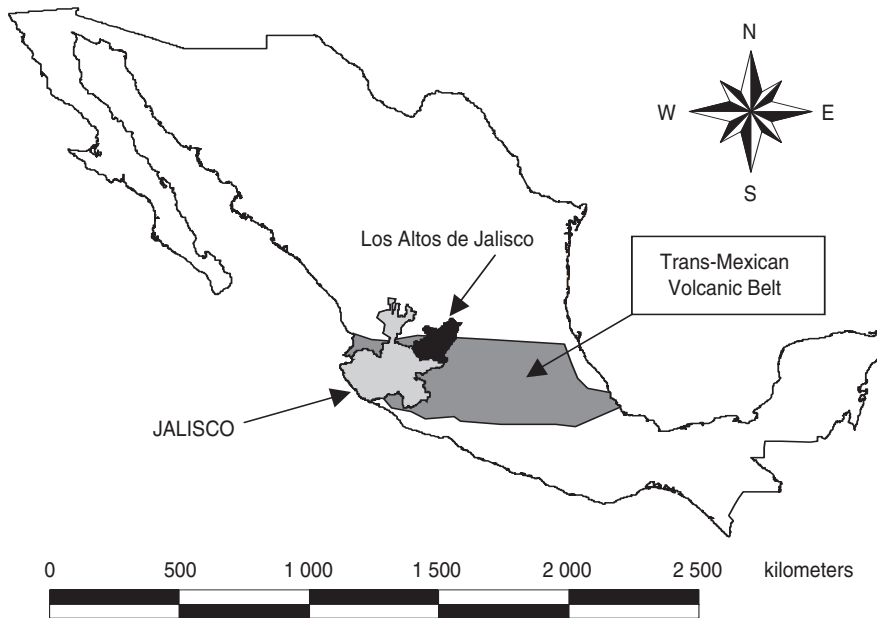 N
W E
S
Los Altos de Jalisco
Trans-Mexican
Volcanic Belt
JALISCO
0 500 1 000 1 500 2 000 2 500 kilometers